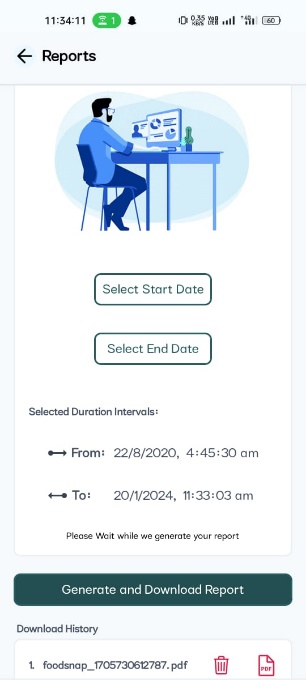 11:34:11 1 0.35 KB/S 4G 60
Reports
Select Start Date
Select End Date
Selected Duration Intervals:
From: 22/8/2020, 4:45:30 am
To: 20/1/2024, 11:33:03 am
Please Wait while we generate your report
Generate and Download Report
Download History
1. foodsnap_1705730612787.pdf PDF